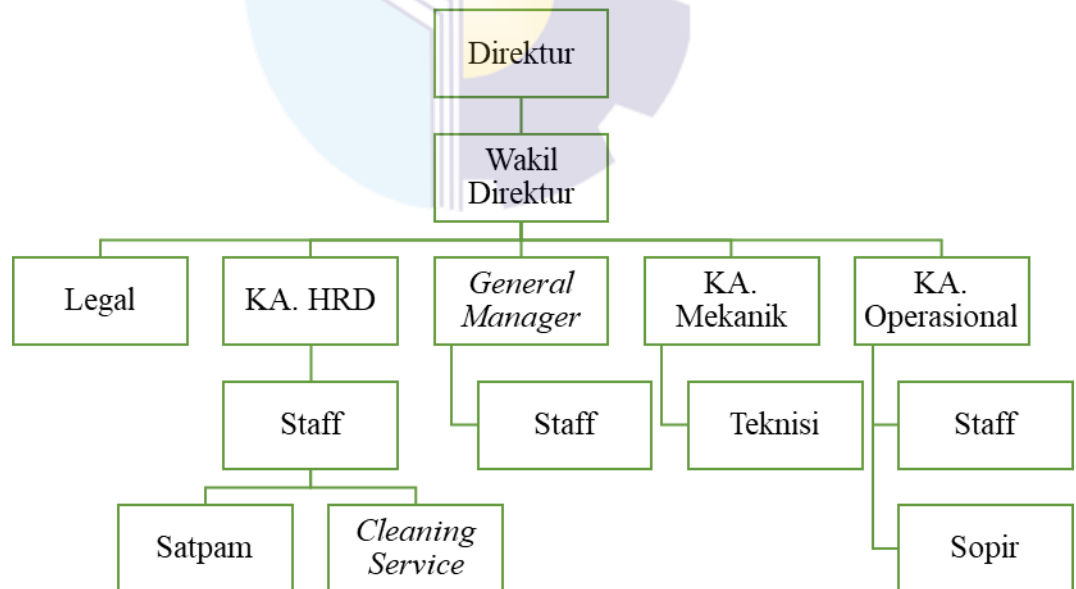 Direktur
Wakil
Direktur
Legal
KA. HRD
General
Manager
KA.
Mekanik
KA.
Operasional
Staff
Staff
Teknisi
Staff
Satpam
Cleaning
Service
Sopir